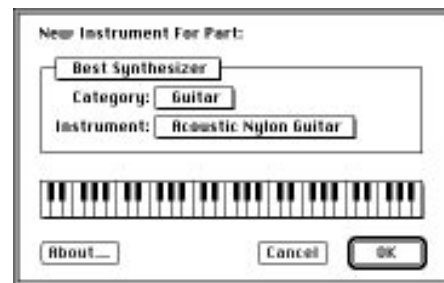 New Instrument For Part:
Best Synthesizer
Category: Guitar
Instrument: Acoustic Nylon Guitar
About... Cancel OK